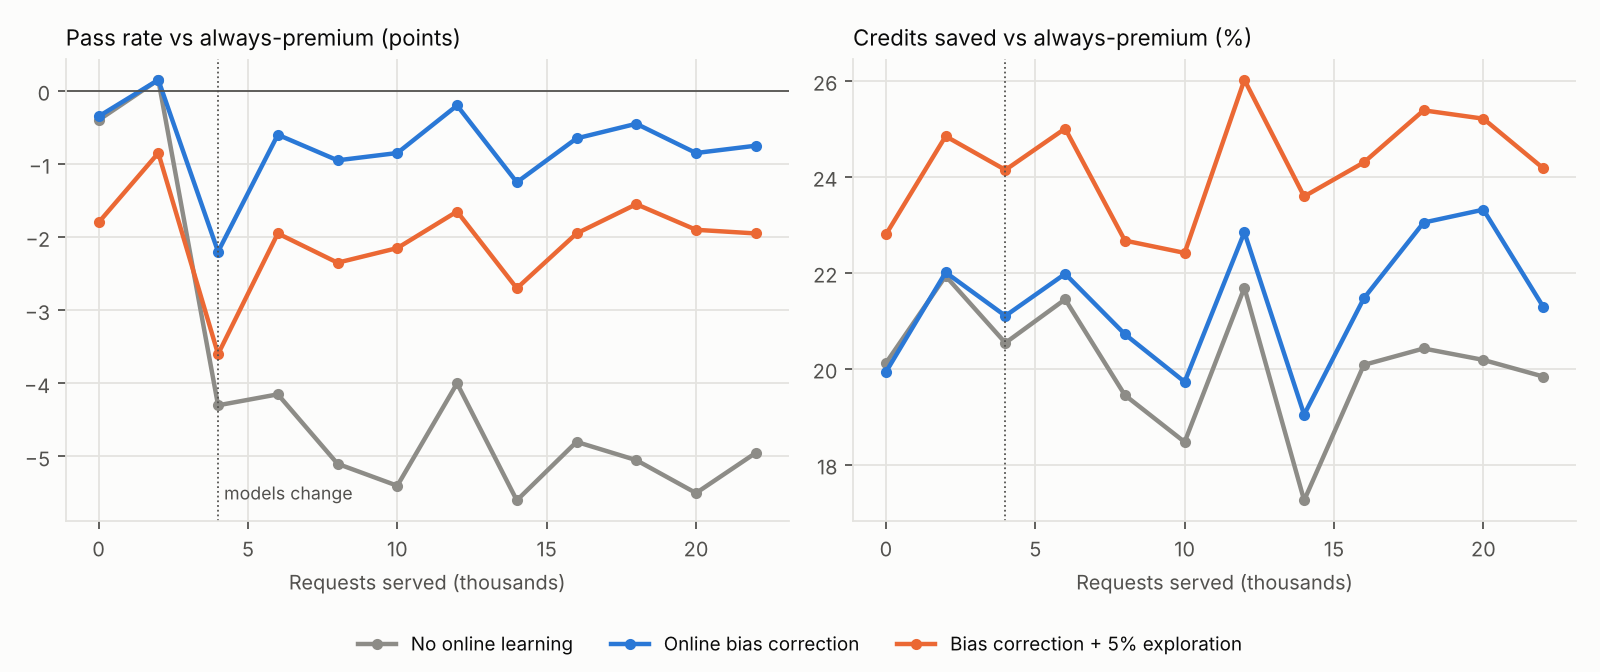 Pass rate vs always-premium (points)
0
−1
−2
−3
−4
−5
models change
0 5 10 15 20
Requests served (thousands)
Credits saved vs always-premium (%)
26
24
22
20
18
0 5 10 15 20
Requests served (thousands)
No online learning Online bias correction Bias correction + 5% exploration